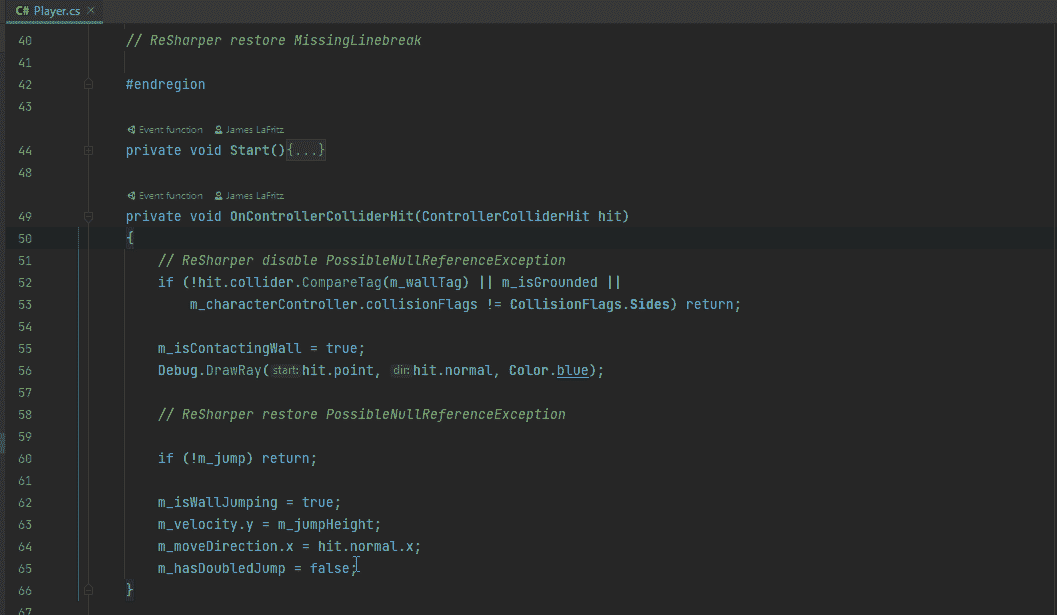 C# Player.cs ×
40 // ReSharper restore MissingLinebreak
41
42 #endregion
43
Event function James LaFritz
44 private void Start(){...}
48
Event function James LaFritz
49 private void OnControllerColliderHit(ControllerColliderHit hit)
50 {
51 // ReSharper disable PossibleNullReferenceException
52 if (!hit.collider.CompareTag(m_wallTag) || m_isGrounded ||
53 m_characterController.collisionFlags != CollisionFlags.Sides) return;
54
55 m_isContactingWall = true;
56 Debug.DrawRay( start: hit.point, dir: hit.normal, Color.blue);
57
58 // ReSharper restore PossibleNullReferenceException
59
60 if (!m_jump) return;
61
62 m_isWallJumping = true;
63 m_velocity.y = m_jumpHeight;
64 m_moveDirection.x = hit.normal.x;
65 m_hasDoubledJump = false;
66 }
67